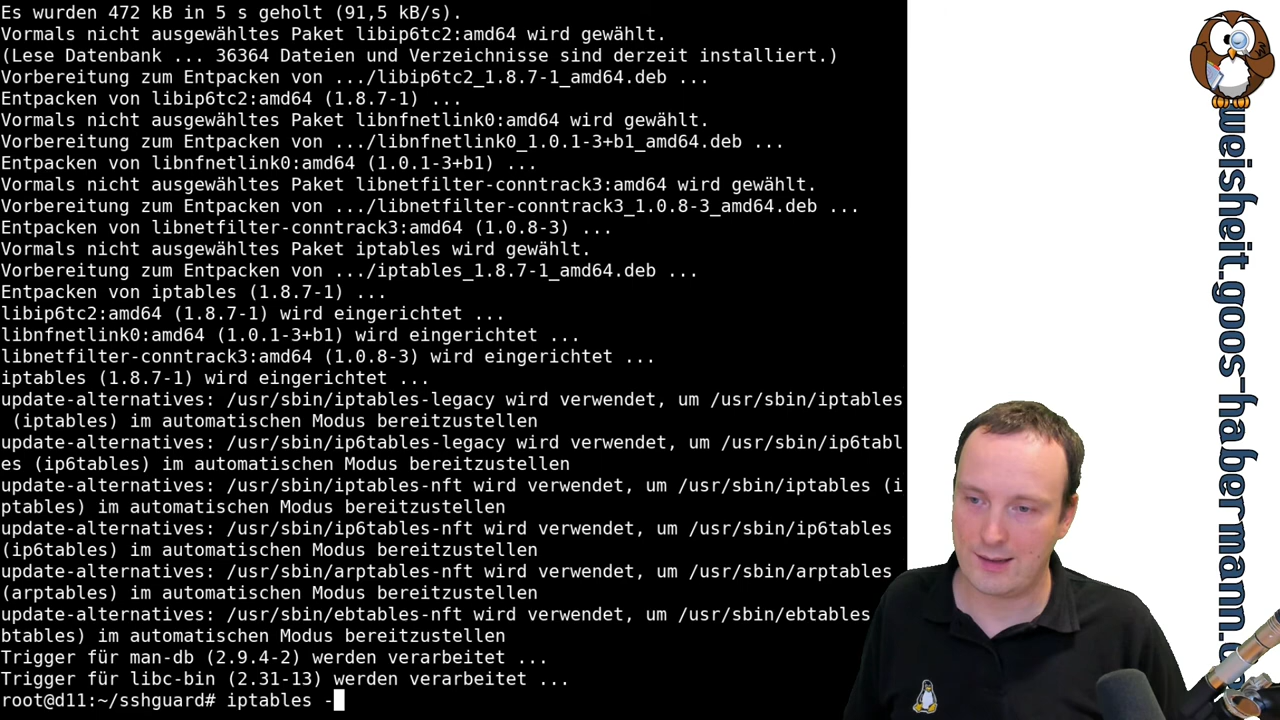 Es wurden 472 kB in 5 s geholt (91,5 kB/s).
Vormals nicht ausgewähltes Paket libip6tc2:amd64 wird gewählt.
(Lese Datenbank ... 36364 Dateien und Verzeichnisse sind derzeit installiert.)
Vorbereitung zum Entpacken von .../libip6tc2_1.8.7-1_amd64.deb ...
Entpacken von libip6tc2:amd64 (1.8.7-1) ...
Vormals nicht ausgewähltes Paket libnfnetlink0:amd64 wird gewählt.
Vorbereitung zum Entpacken von .../libnfnetlink0_1.0.1-3+b1_amd64.deb ...
Entpacken von libnfnetlink0:amd64 (1.0.1-3+b1) ...
Vormals nicht ausgewähltes Paket libnetfilter-conntrack3:amd64 wird gewählt.
Vorbereitung zum Entpacken von .../libnetfilter-conntrack3_1.0.8-3_amd64.deb ...
Entpacken von libnetfilter-conntrack3:amd64 (1.0.8-3) ...
Vormals nicht ausgewähltes Paket iptables wird gewählt.
Vorbereitung zum Entpacken von .../iptables_1.8.7-1_amd64.deb ...
Entpacken von iptables (1.8.7-1) ...
libip6tc2:amd64 (1.8.7-1) wird eingerichtet ...
libnfnetlink0:amd64 (1.0.1-3+b1) wird eingerichtet ...
libnetfilter-conntrack3:amd64 (1.0.8-3) wird eingerichtet ...
iptables (1.8.7-1) wird eingerichtet ...
update-alternatives: /usr/sbin/iptables-legacy wird verwendet, um /usr/sbin/iptables
(iptables) im automatischen Modus bereitzustellen
update-alternatives: /usr/sbin/ip6tables-legacy wird verwendet, um /usr/sbin/ip6tabl
es (ip6tables) im automatischen Modus bereitzustellen
update-alternatives: /usr/sbin/iptables-nft wird verwendet, um /usr/sbin/iptables (i
ptables) im automatischen Modus bereitzustellen
update-alternatives: /usr/sbin/ip6tables-nft wird verwendet, um /usr/sbin/ip6tables
(ip6tables) im automatischen Modus bereitzustellen
update-alternatives: /usr/sbin/arptables-nft wird verwendet, um /usr/sbin/arptables
(arptables) im automatischen Modus bereitzustellen
update-alternatives: /usr/sbin/ebtables-nft wird verwendet, um /usr/sbin/ebtables
btables) im automatischen Modus bereitzustellen
Trigger für man-db (2.9.4-2) werden verarbeitet ...
Trigger für libc-bin (2.31-13) werden verarbeitet ...
root@d11:~/sshguard# iptables -
weisheit.goos-habermann.